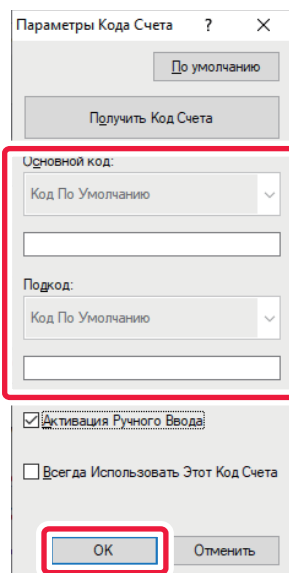 Параметры Кода Счета ?
По умолчанию
Получить Код Счета
Основной код:
Код По Умолчанию
Подкод:
Код По Умолчанию
Активация Ручного Ввода
Всегда Использовать Этот Код Счета
OK Отменить